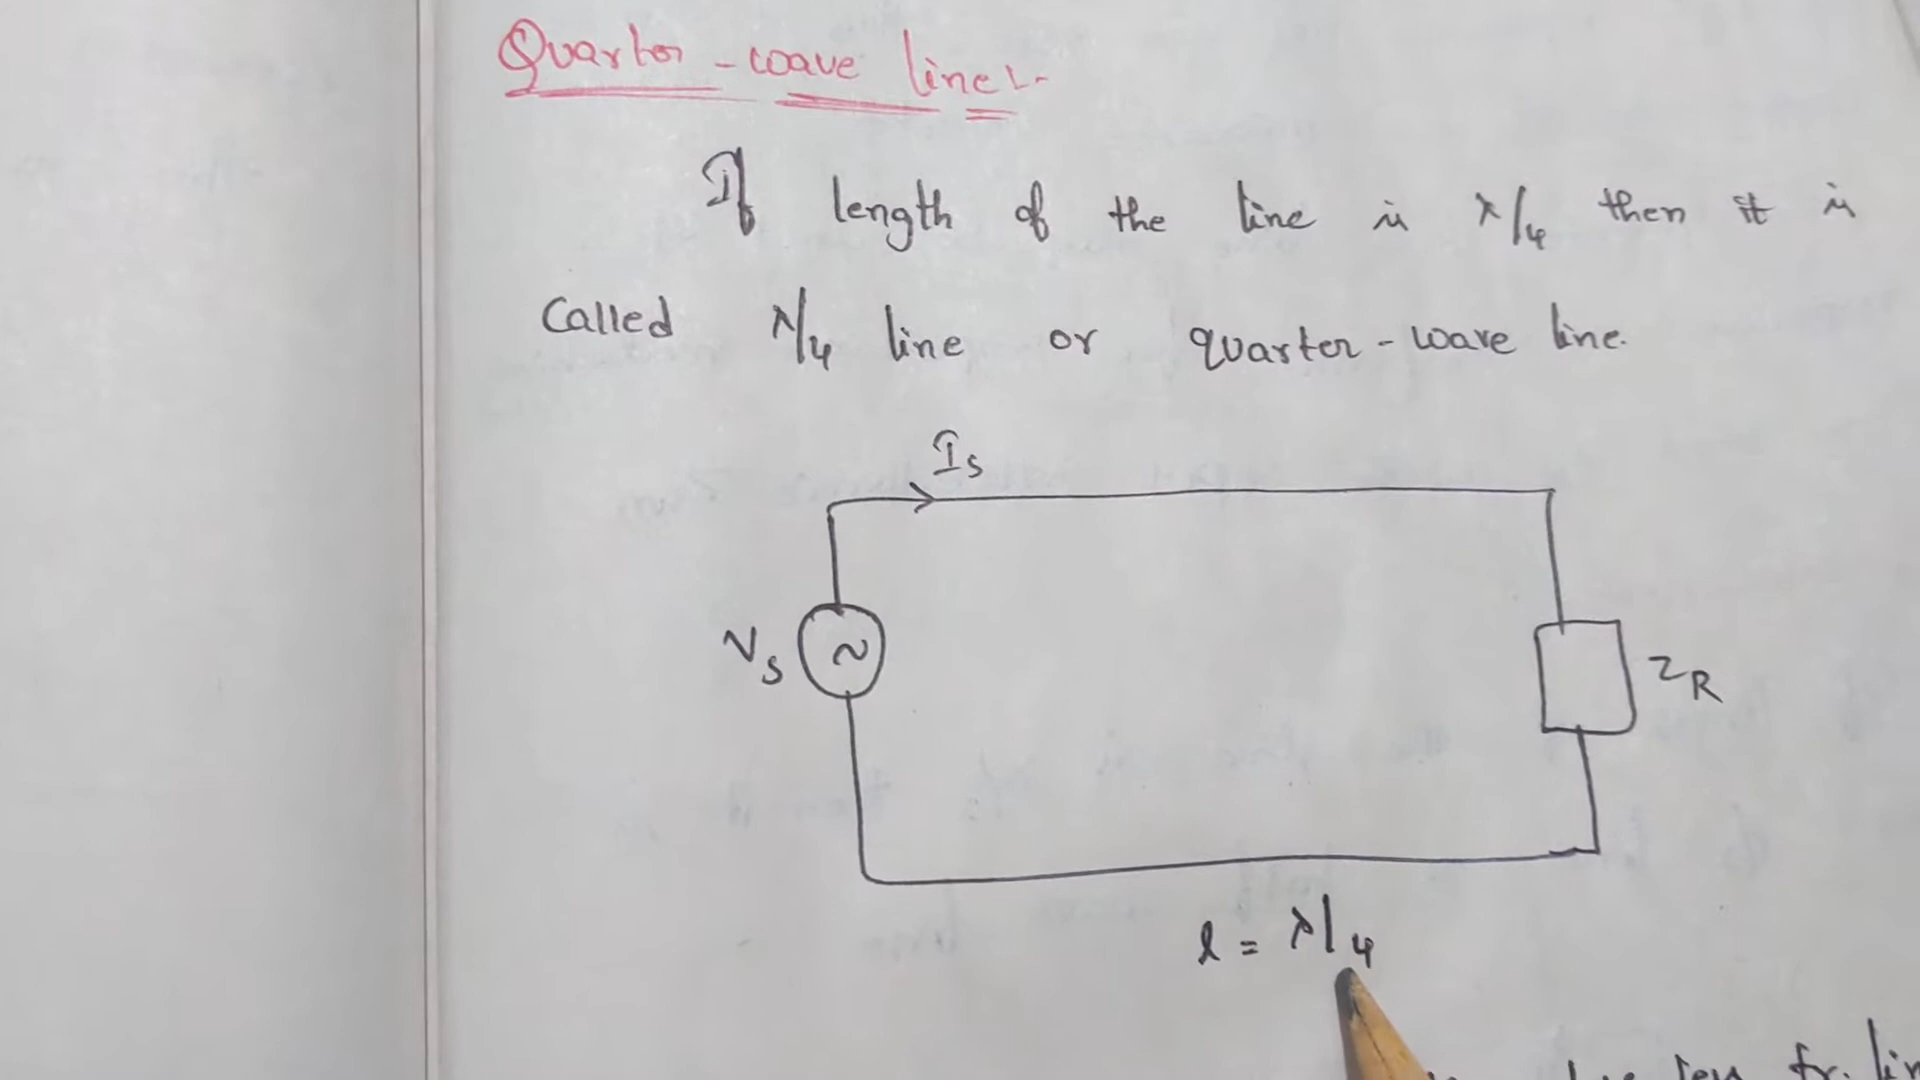 Quarter-wave line:-
If length of the line is λ/4 then it is
Called λ/4 line or quarter-wave line.
Is
Vs
~
ZR
l = λ/4